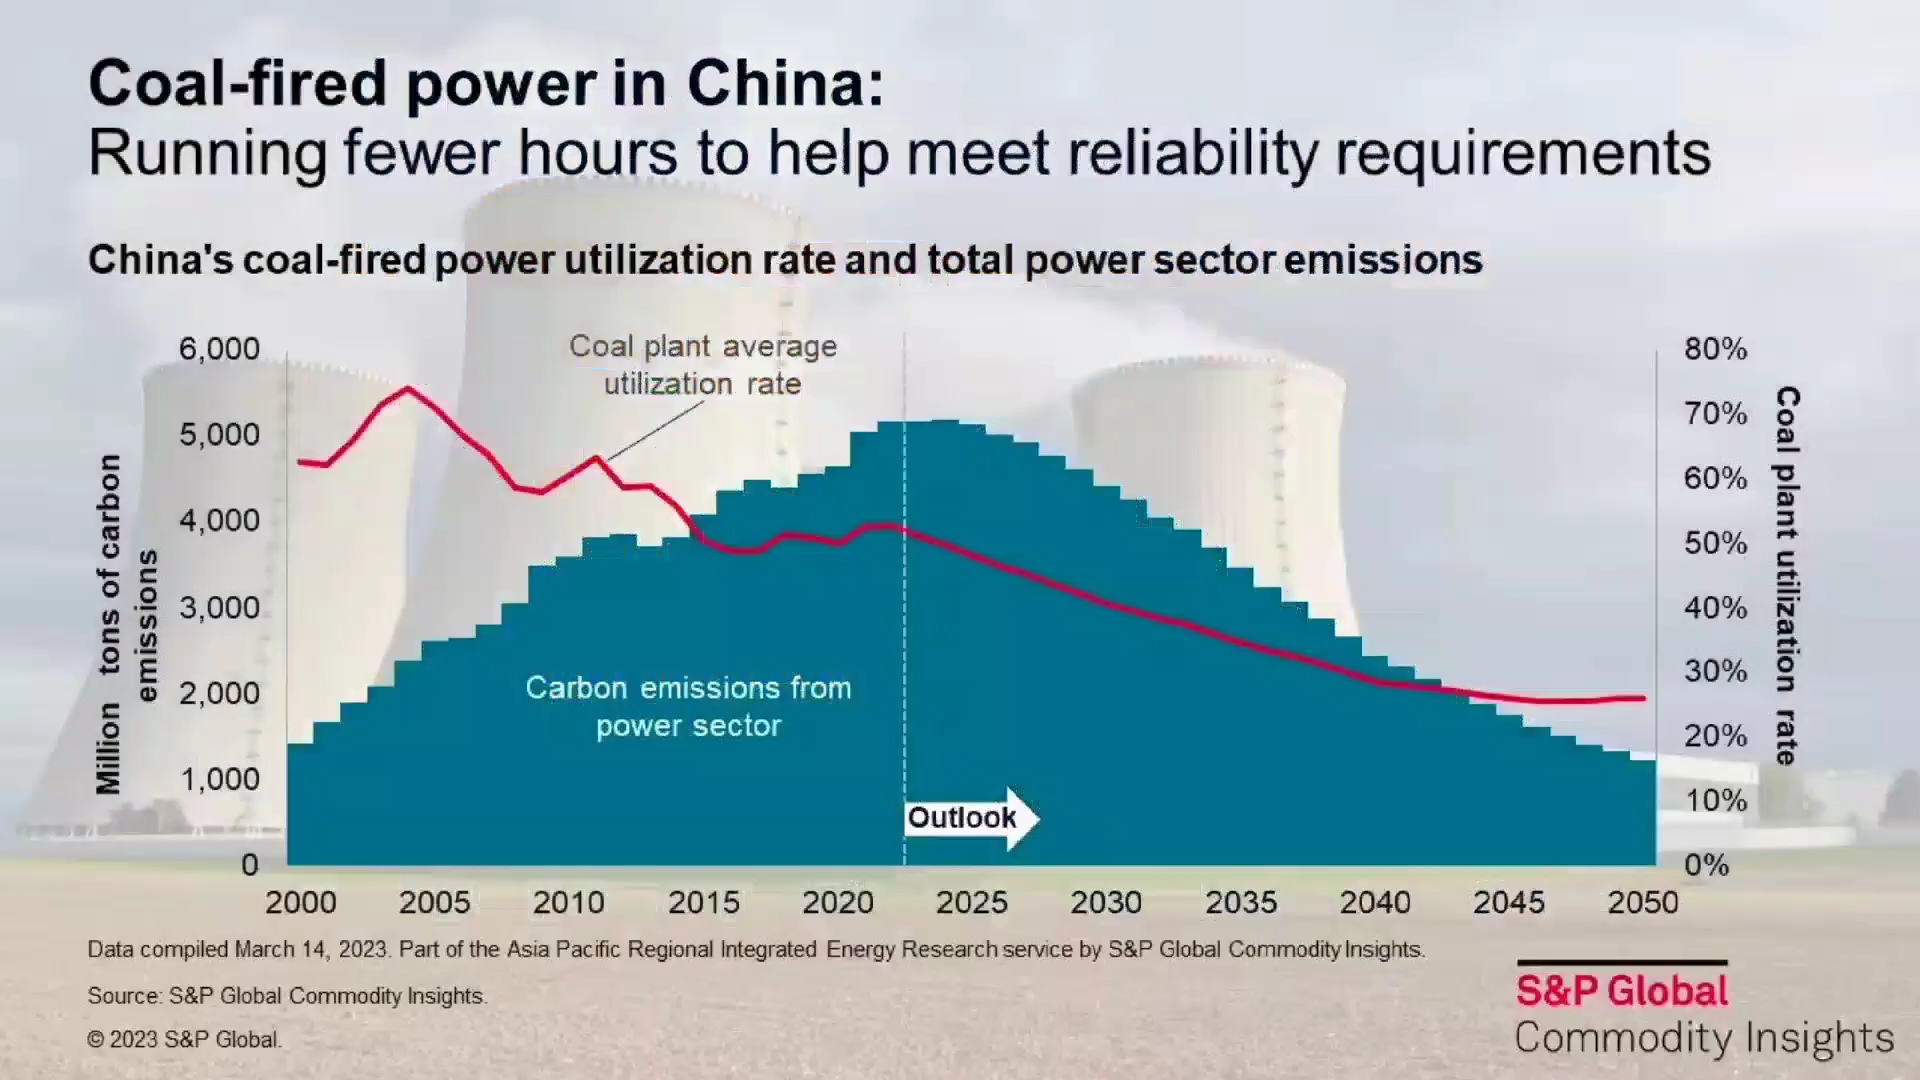 Coal-fired power in China:
Running fewer hours to help meet reliability requirements
China's coal-fired power utilization rate and total power sector emissions
Million tons of carbon
emissions
6,000
5,000
4,000
3,000
2,000
1,000
0
Coal plant average
utilization rate
Carbon emissions from
power sector
Outlook
80%
70%
60%
50%
40%
30%
20%
10%
0%
Coal plant utilization rate
2000 2005 2010 2015 2020 2025 2030 2035 2040 2045 2050
Data compiled March 14, 2023. Part of the Asia Pacific Regional Integrated Energy Research service by S&P Global Commodity Insights.
Source: S&P Global Commodity Insights.
© 2023 S&P Global.
S&P Global
Commodity Insights